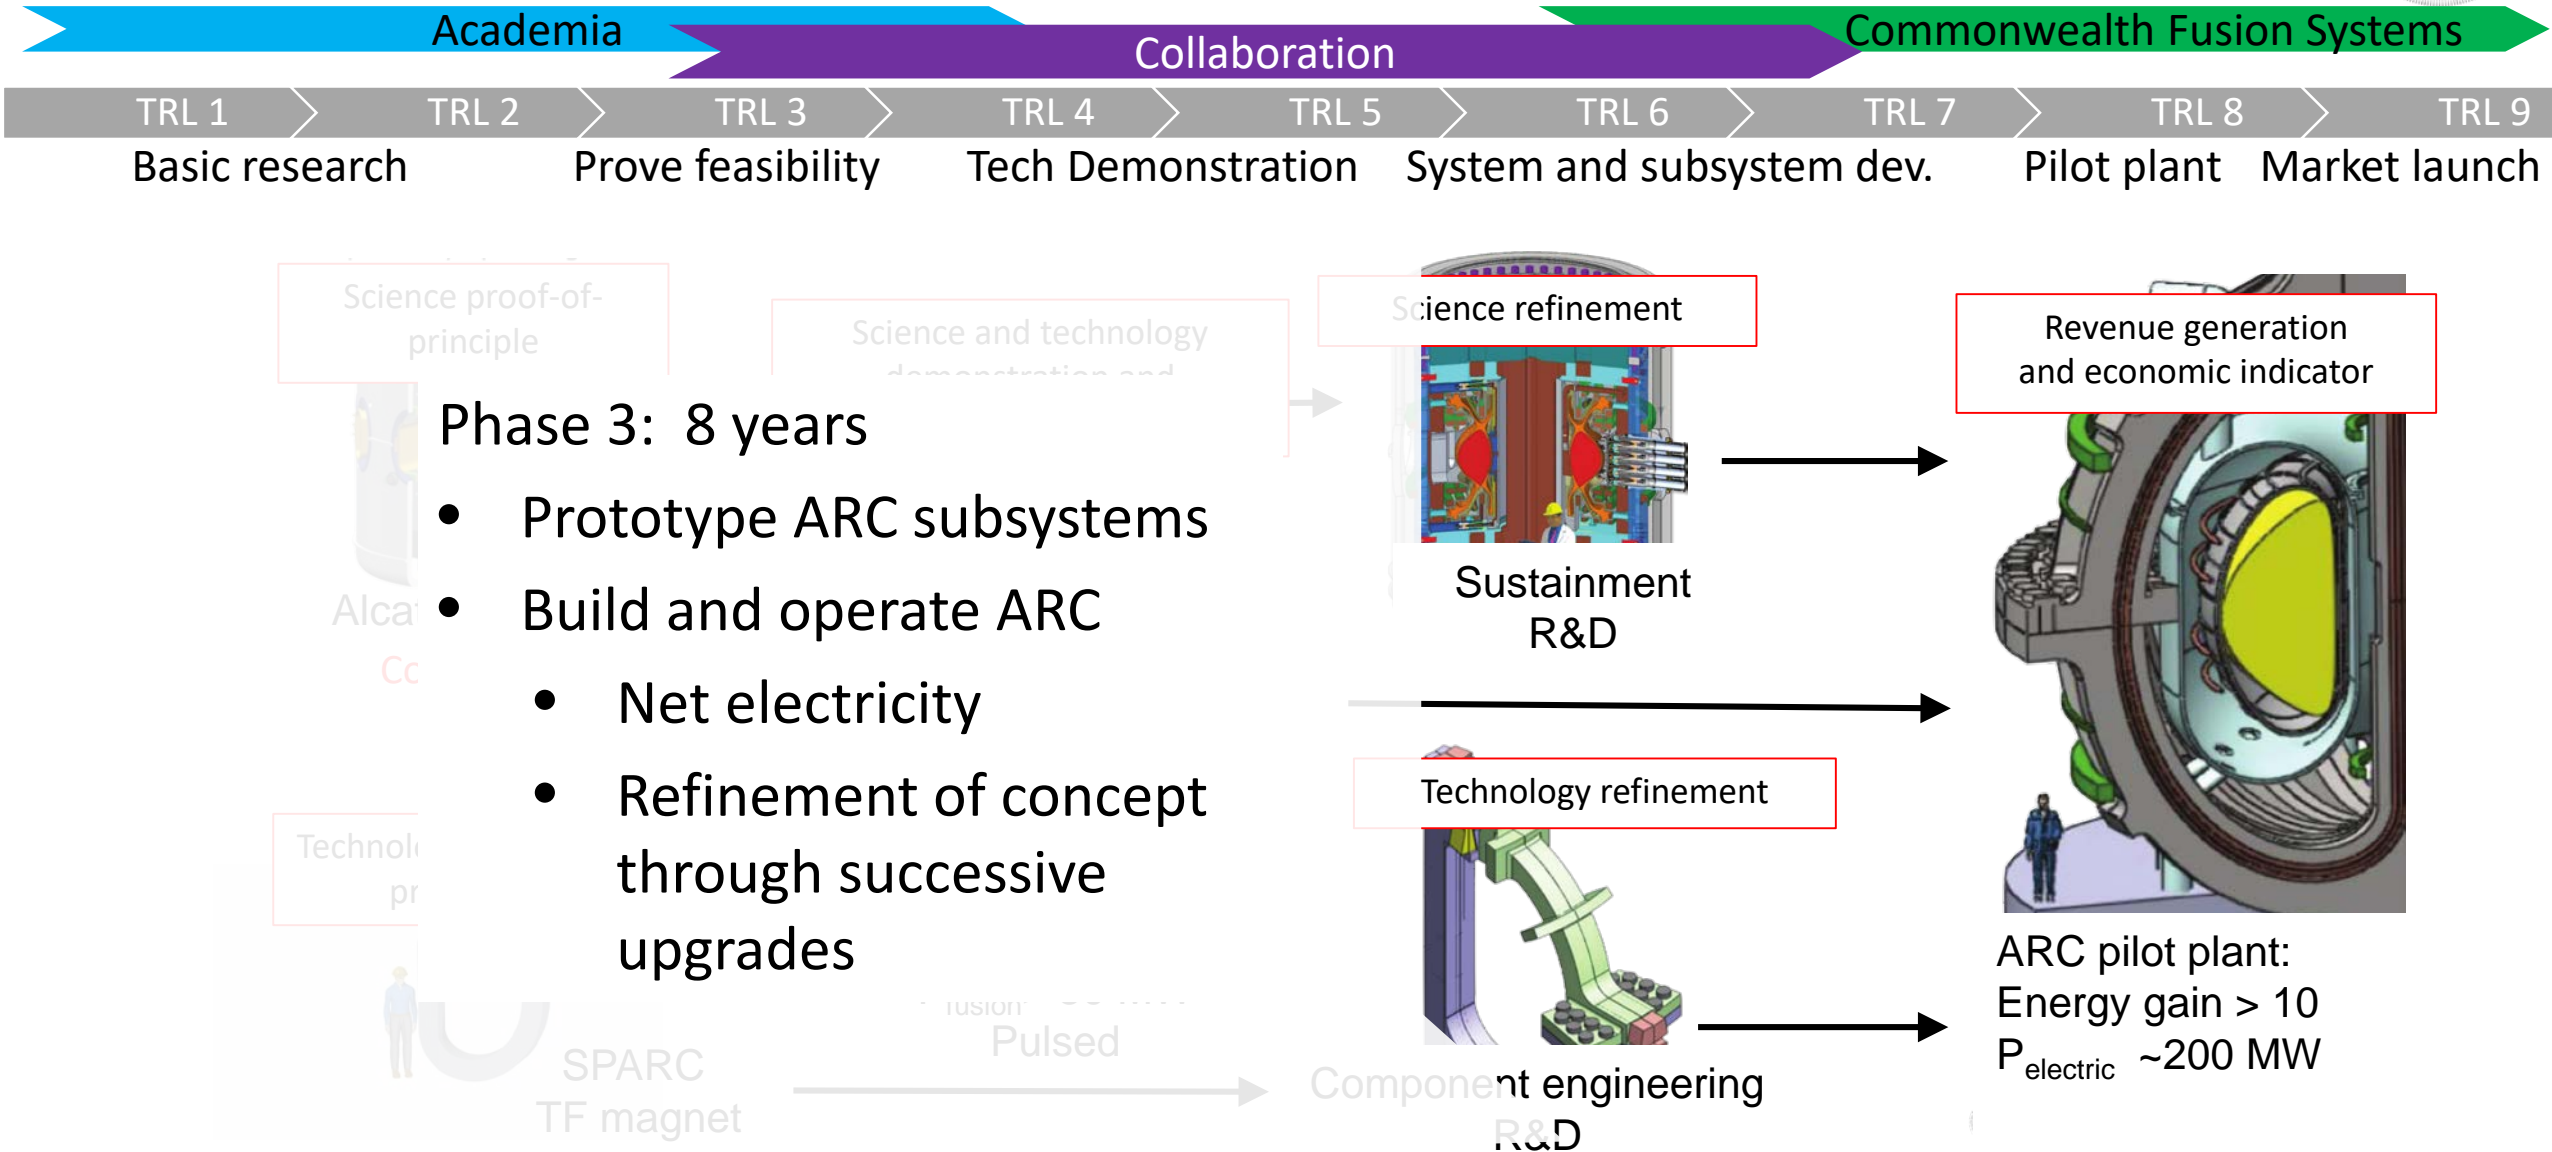 Academia
Collaboration
Commonwealth Fusion Systems
TRL 1
TRL 2
TRL 3
TRL 4
TRL 5
TRL 6
TRL 7
TRL 8
TRL 9
Basic research
Prove feasibility
Tech Demonstration
System and subsystem dev.
Pilot plant
Market launch
Science proof-of-
principle
Science and technology
demonstration and
Science refinement
Revenue generation
and economic indicator
Phase 3: 8 years
• Prototype ARC subsystems
• Build and operate ARC
• Net electricity
• Refinement of concept
through successive
upgrades
Sustainment
R&D
Technology refinement
Pulsed
SPARC
TF magnet
Component engineering
R&D
ARC pilot plant:
Energy gain > 10
Pelectric ~200 MW